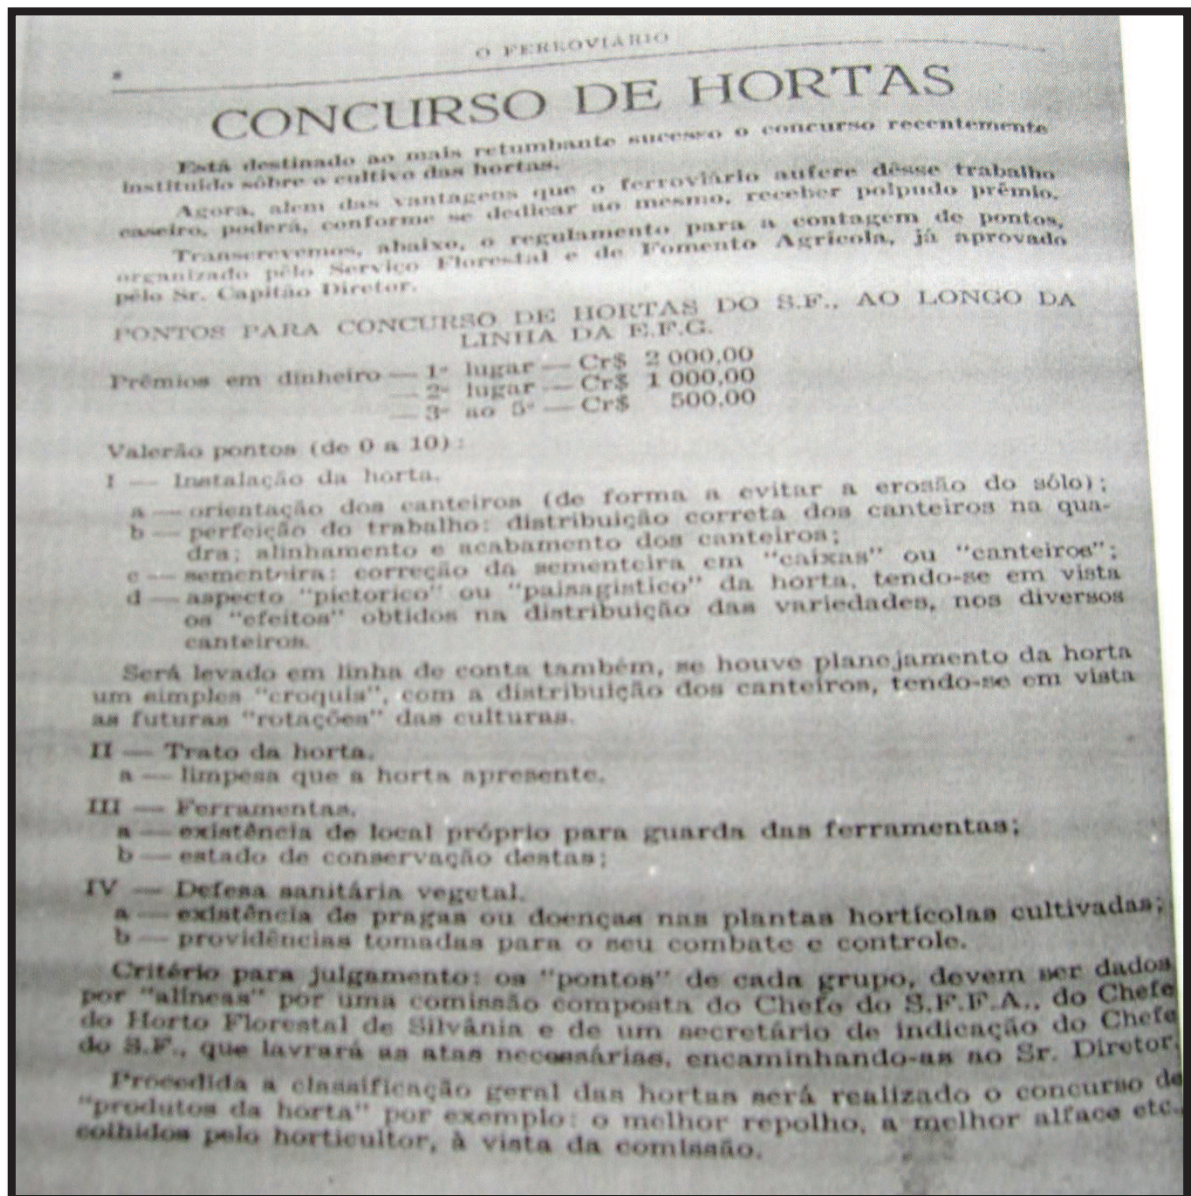 O FERROVIÁRIO
CONCURSO DE HORTAS
Está destinado ao mais retumbante sucesso o concurso recentemente
instituído sôbre o cultivo das hortas.
Agora, alem das vantagens que o ferroviário aufere dêsse trabalho
caseiro, poderá, conforme se dedicar ao mesmo, receber polpudo prêmio.
Transcrevemos, abaixo, o regulamento para a contagem de pontos,
organizado pêlo Serviço Florestal e de Fomento Agrícola, já aprovado
pêlo Sr. Capitão Diretor.
PONTOS PARA CONCURSO DE HORTAS DO S.F., AO LONGO DA
LINHA DA E.F.G.
Prêmios em dinheiro — 1º lugar — Cr$ 2 000,00
— 2º lugar — Cr$ 1 000,00
— 3º ao 5º — Cr$ 500,00
Valerão pontos (de 0 a 10):
I — Instalação da horta.
a — orientação dos canteiros (de forma a evitar a erosão do sólo);
b — perfeição do trabalho: distribuição correta dos canteiros na qua-
dra; alinhamento e acabamento dos canteiros;
c — sementeira: correção da sementeira em "caixas" ou "canteiros";
d — aspecto "pictorico" ou "paisagistico" da horta, tendo-se em vista
os "efeitos" obtidos na distribuição das variedades, nos diversos
canteiros.
Será levado em linha de conta também, se houve planejamento da horta
um simples "croquis", com a distribuição dos canteiros, tendo-se em vista
as futuras "rotações" das culturas.
II — Trato da horta.
a — limpesa que a horta apresente.
III — Ferramentas.
a — existência de local próprio para guarda das ferramentas;
b — estado de conservação destas;
IV — Defesa sanitária vegetal.
a — existência de pragas ou doenças nas plantas hortícolas cultivadas;
b — providências tomadas para o seu combate e controle.
Critério para julgamento: os "pontos" de cada grupo, devem ser dados
por "alíneas" por uma comissão composta do Chefe do S.F.F.A., do Chefe
do Horto Florestal de Silvânia e de um secretário de indicação do Chefe
do S.F., que lavrará as atas necessárias, encaminhando-as ao Sr. Diretor.
Procedida a classificação geral das hortas será realizado o concurso de
"produtos da horta" por exemplo: o melhor repolho, a melhor alface etc.,
colhidos pelo horticultor, à vista da comissão.